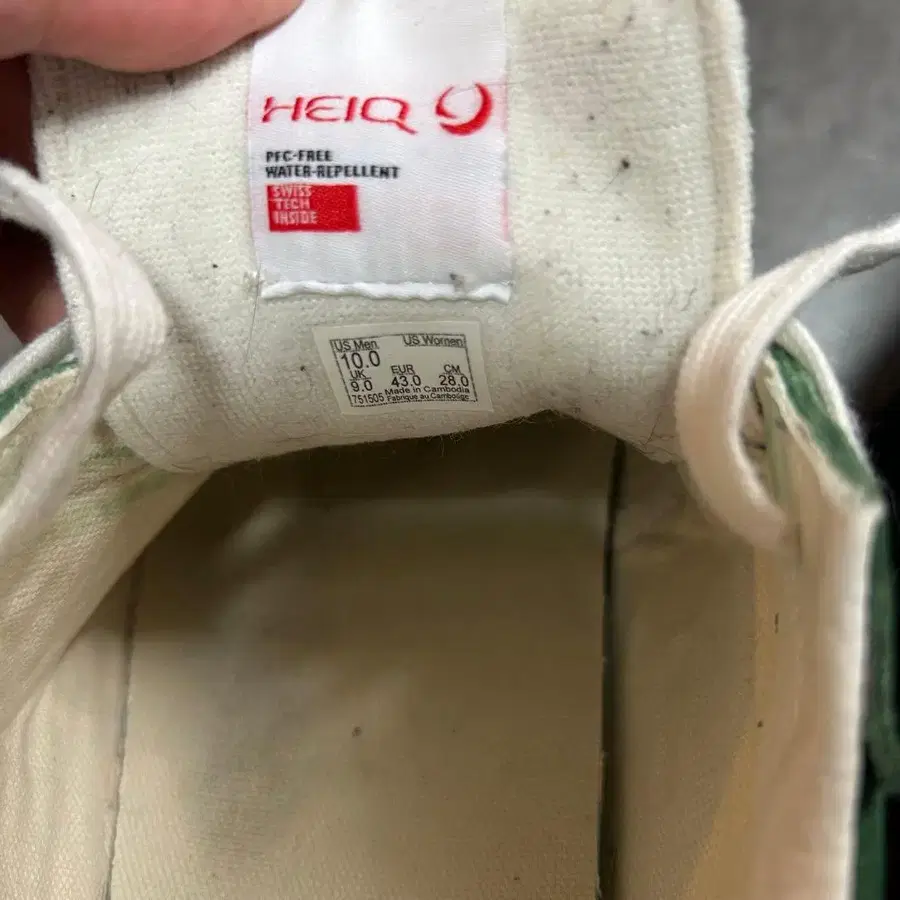 HEIQ
PFC-FREE
WATER-REPELLENT
SWISS
TECH
INSIDE
US Men US Women
10.0
UK EUR CM
9.0 43.0 28.0
751505 Made in Cambodia
Fabriqué au Cambodge